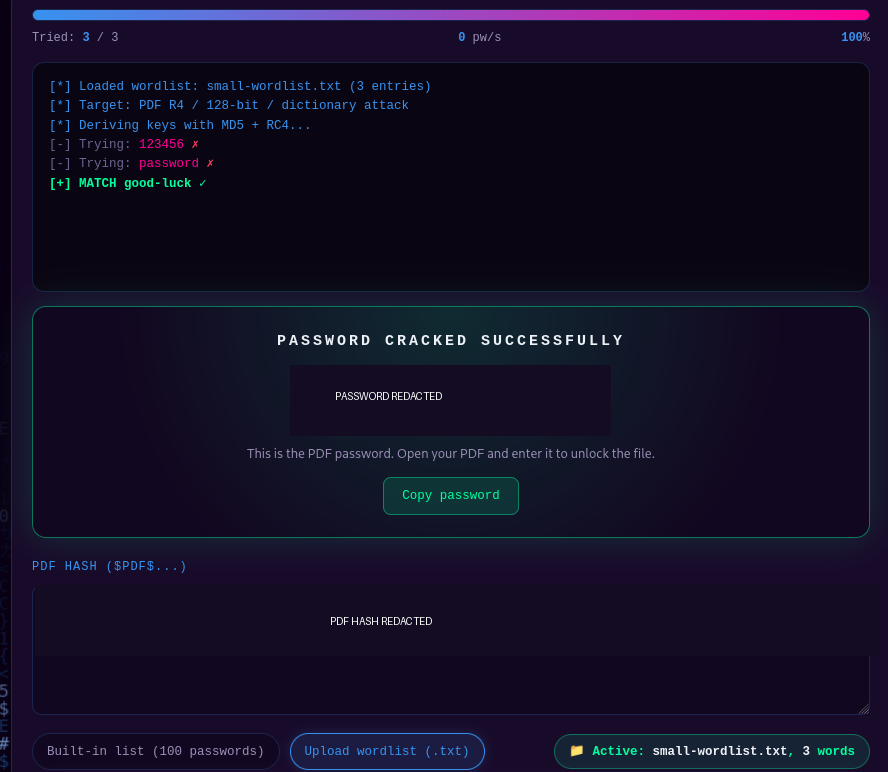 Tried: 3 / 3 0 pw/s 100%
[*] Loaded wordlist: small-wordlist.txt (3 entries)
[*] Target: PDF R4 / 128-bit / dictionary attack
[*] Deriving keys with MD5 + RC4...
[-] Trying: 123456 ✗
[-] Trying: password ✗
[+] MATCH good-luck ✓
PASSWORD CRACKED SUCCESSFULLY
PASSWORD REDACTED
This is the PDF password. Open your PDF and enter it to unlock the file.
Copy password
PDF HASH ($PDF$...)
PDF HASH REDACTED
Built-in list (100 passwords) Upload wordlist (.txt) 📁 Active: small-wordlist.txt, 3 words